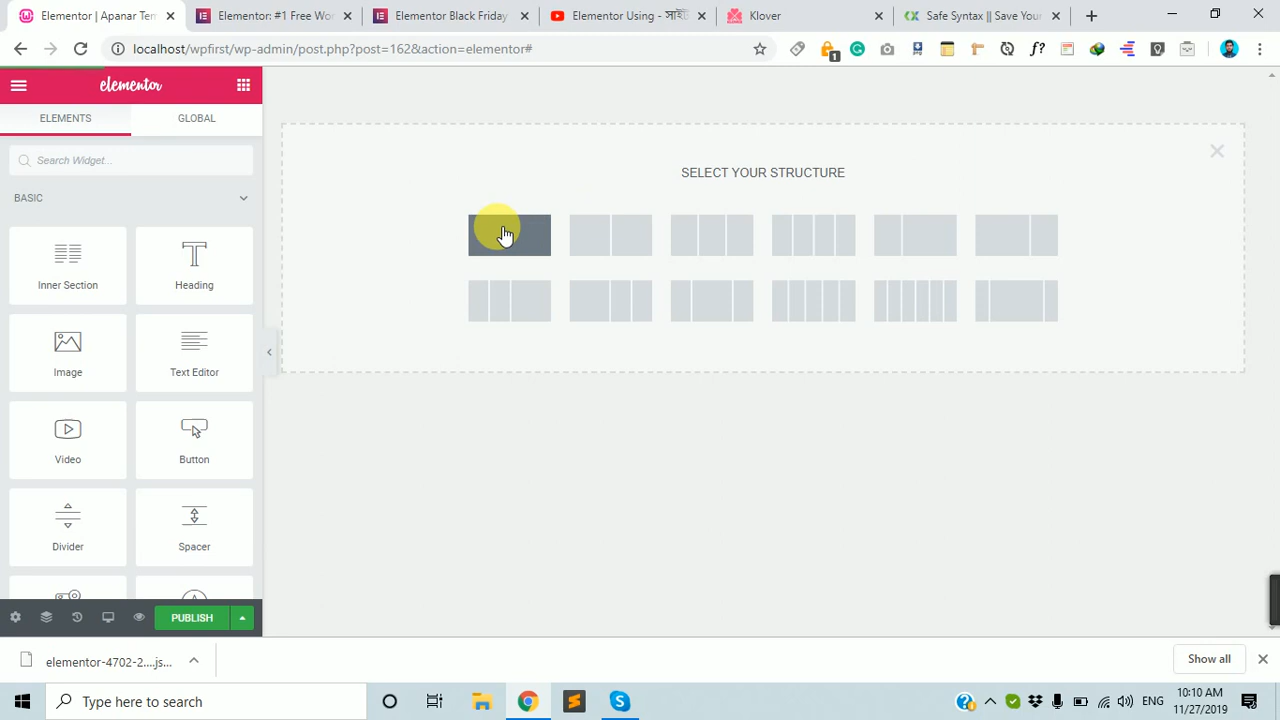 Elementor | Apanar Ten
Elementor: #1 Free Wo
Elementor Black Friday
Elementor Using -
Klover
Safe Syntax || Save Your
localhost/wpfirst/wp-admin/post.php?post=162&action=elementor#
1
elementor
ELEMENTS
GLOBAL
Search Widget...
BASIC
Inner Section
Heading
Image
Text Editor
Video
Button
Divider
Spacer
PUBLISH
SELECT YOUR STRUCTURE
elementor-4702-2....js...
Show all
Type here to search
ENG
10:10 AM
11/27/2019